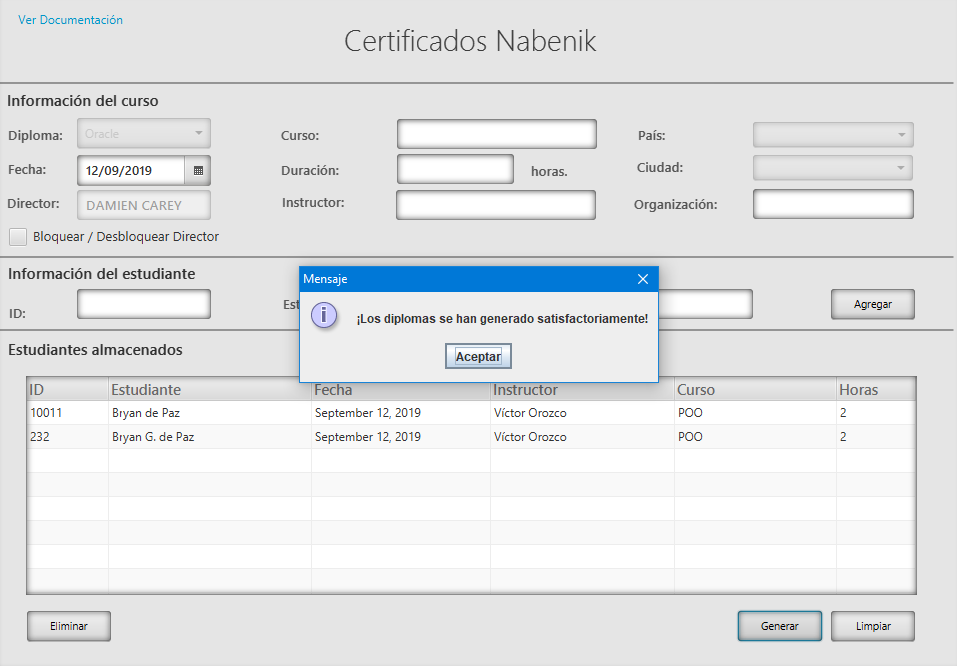 Ver Documentación
Certificados Nabenik
Información del curso
Diploma: Oracle Curso: País:
Fecha: 12/09/2019 Duración: horas. Ciudad:
Director: DAMIEN CAREY Instructor: Organización:
Bloquear / Desbloquear Director
Información del estudiante
Mensaje
¡Los diplomas se han generado satisfactoriamente!
Aceptar
ID: Est Agregar
Estudiantes almacenados
ID Estudiante Fecha Instructor Curso Horas
10011 Bryan de Paz September 12, 2019 Víctor Orozco POO 2
232 Bryan G. de Paz September 12, 2019 Víctor Orozco POO 2
Eliminar Generar Limpiar